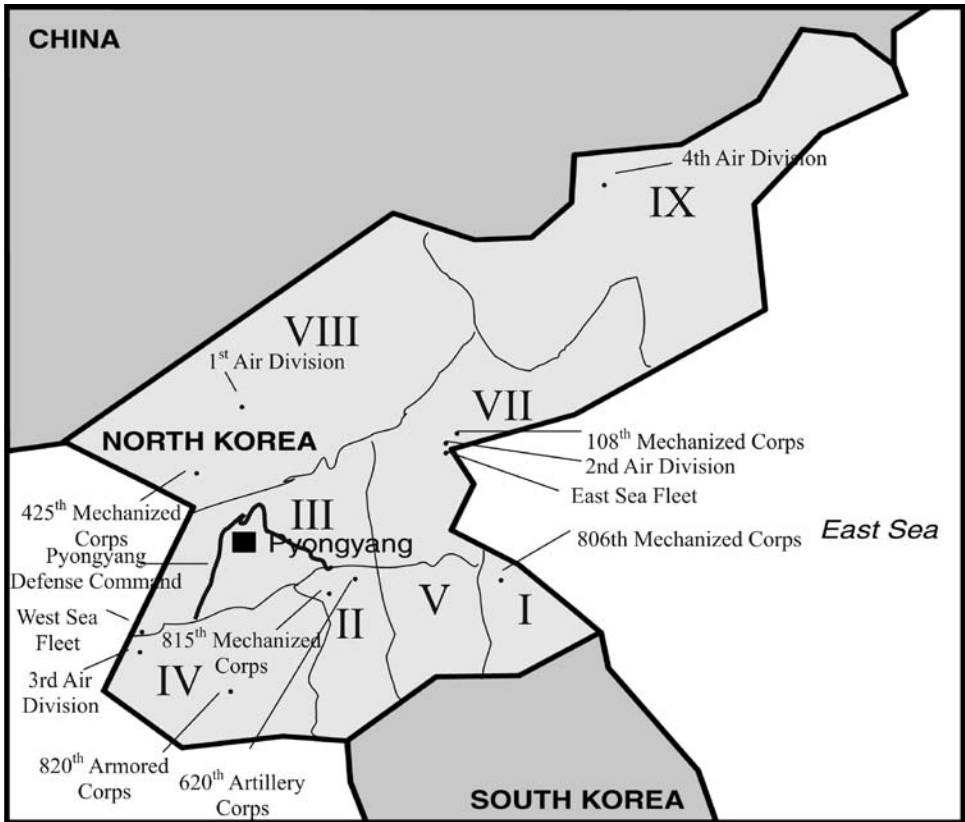 CHINA
4th Air Division
IX
VIII
1st Air Division
VII
NORTH KOREA
108th Mechanized Corps
2nd Air Division
East Sea Fleet
425th Mechanized
Corps
III
Pyongyang
806th Mechanized Corps
East Sea
Pyongyang
Defense Command
V
I
II
West Sea
Fleet
815th Mechanized
Corps
IV
3rd Air
Division
820th Armored
Corps
620th Artillery
Corps
SOUTH KOREA